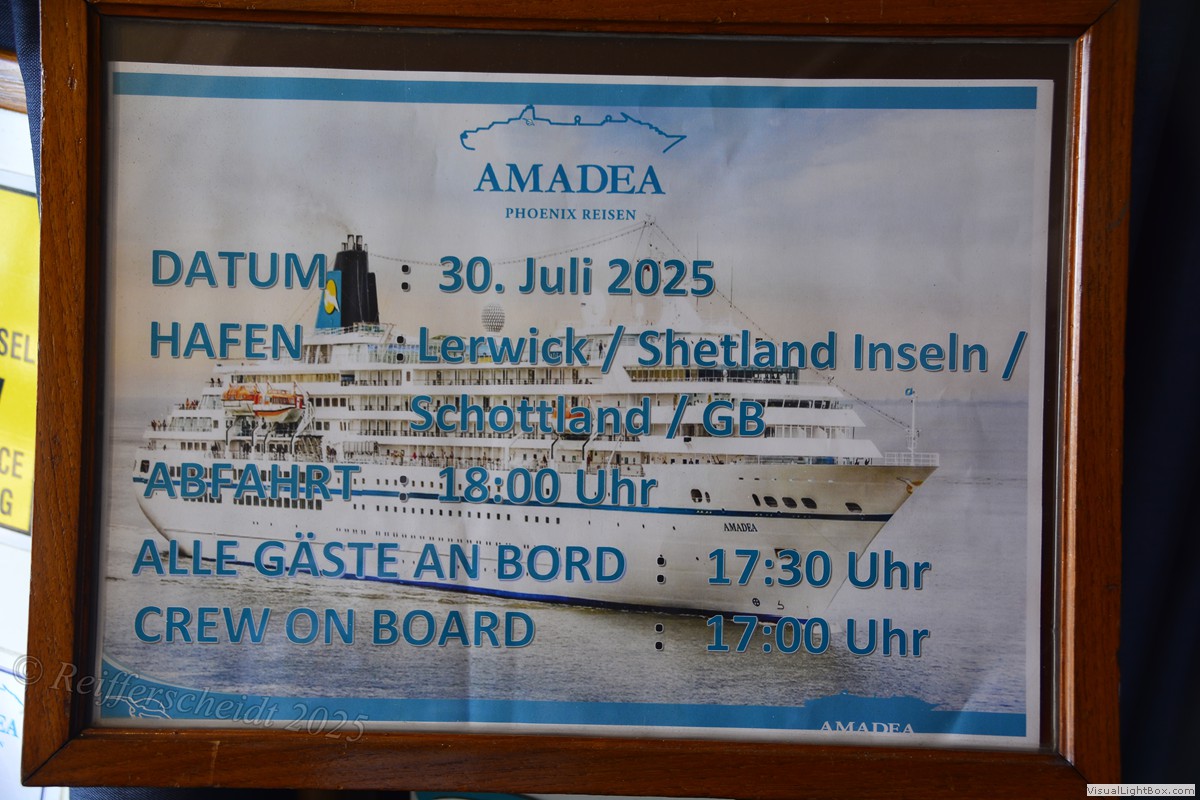 AMADEA
PHOENIX REISEN
DATUM : 30. Juli 2025
HAFEN : Lerwick / Shetland Inseln /
Schottland / GB
ABFAHRT : 18:00 Uhr
AMADEA
ALLE GÄSTE AN BORD : 17:30 Uhr
CREW ON BOARD : 17:00 Uhr
© Reifferscheidt 2025
AMADEA
VisualLightBox.com